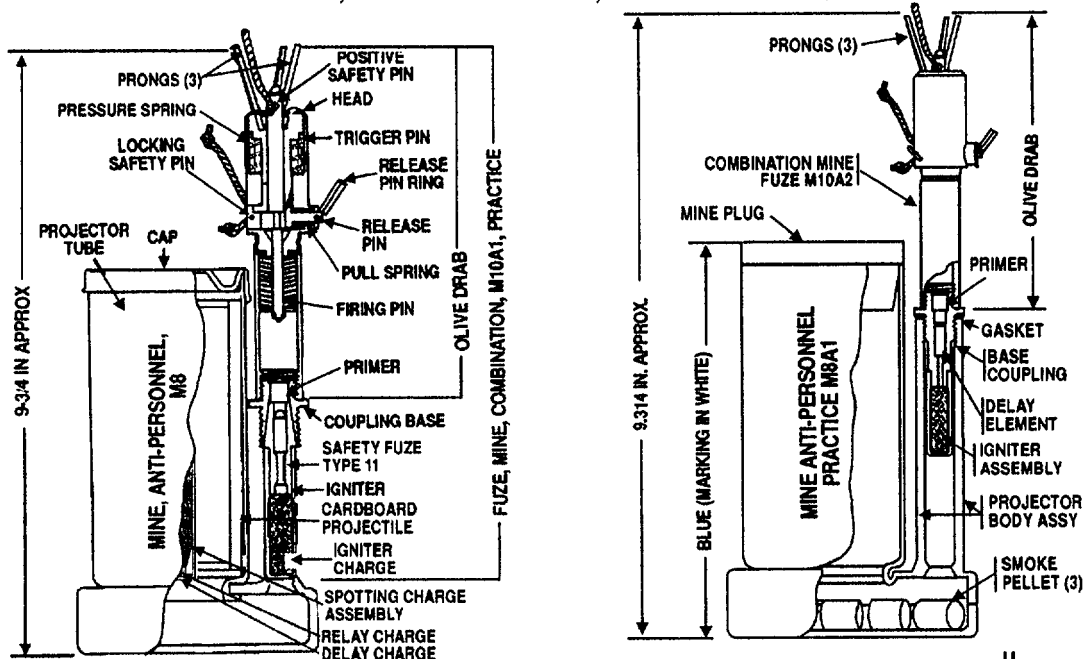 PRONGS (3)
POSITIVE
SAFETY PIN
HEAD
PRESSURE SPRING
TRIGGER PIN
LOCKING
SAFETY PIN
RELEASE
PIN RING
RELEASE
PIN
PROJECTOR
TUBE
CAP
PULL SPRING
FIRING PIN
OLIVE DRAB
FUZE, MINE, COMBINATION, M10A1, PRACTICE
9-3/4 IN APPROX
MINE, ANTI-PERSONNEL,
M8
PRIMER
COUPLING BASE
SAFETY FUZE
TYPE 11
IGNITER
CARDBOARD
PROJECTILE
IGNITER
CHARGE
SPOTTING CHARGE
ASSEMBLY
RELAY CHARGE
DELAY CHARGE
PRONGS (3)
COMBINATION MINE
FUZE M10A2
OLIVE DRAB
MINE PLUG
PRIMER
GASKET
BASE
COUPLING
DELAY
ELEMENT
IGNITER
ASSEMBLY
9.314 IN. APPROX.
BLUE (MARKING IN WHITE)
MINE ANTI-PERSONNEL
PRACTICE M8A1
PROJECTOR
BODY ASSY
SMOKE
PELLET (3)